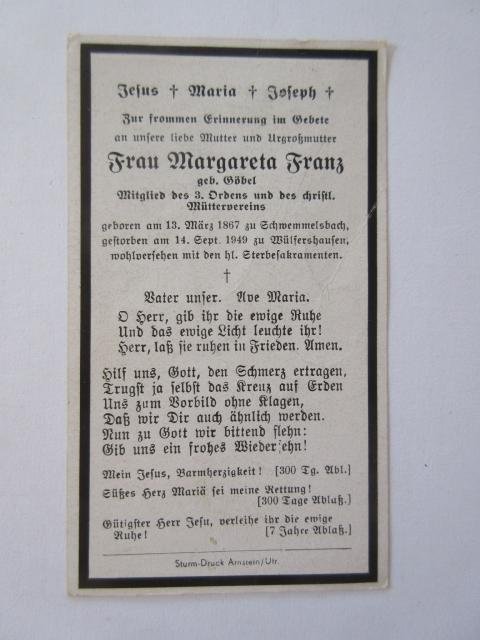 Jesus † Maria † Joseph †
Zur frommen Erinnerung im Gebete
an unsere liebe Mutter und Urgroßmutter
Frau Margareta Franz
geb. Göbel
Mitglied des 3. Ordens und des christl.
Müttervereins
geboren am 13. März 1867 zu Schwemmelsbach,
gestorben am 14. Sept. 1949 zu Wülfershausen,
wohlversehen mit den hl. Sterbesakramenten.
†
Vater unser. Ave Maria.
O Herr, gib ihr die ewige Ruhe
Und das ewige Licht leuchte ihr!
Herr, laß sie ruhen in Frieden. Amen.
Hilf uns, Gott, den Schmerz ertragen,
Trugst ja selbst das Kreuz auf Erden
Uns zum Vorbild ohne Klagen,
Daß wir Dir auch ähnlich werden.
Nun zu Gott wir bittend flehn:
Gib uns ein frohes Wiedersehn!
Mein Jesus, Barmherzigkeit! [300 Tg. Abl.]
Süßes Herz Mariä sei meine Rettung!
[300 Tage Ablaß.]
Gütigster Herr Jesu, verleihe ihr die ewige
Ruhe! [7 Jahre Ablaß.]
Sturm-Druck Arnstein/Ufr.